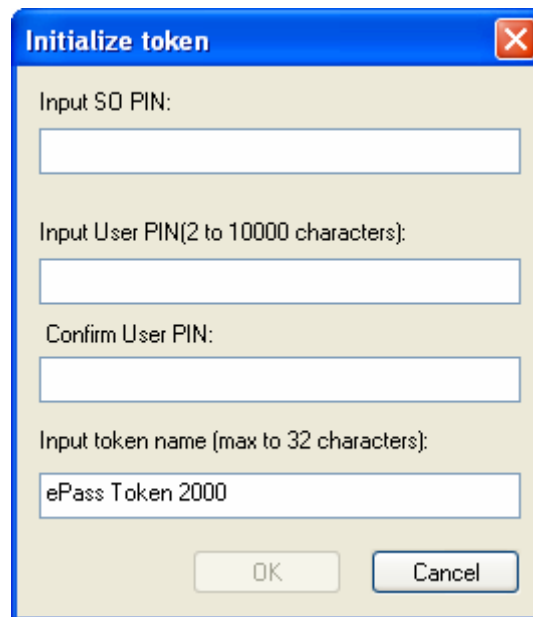 Initialize token
Input SO PIN:
Input User PIN(2 to 10000 characters):
Confirm User PIN:
Input token name (max to 32 characters):
ePass Token 2000
OK Cancel